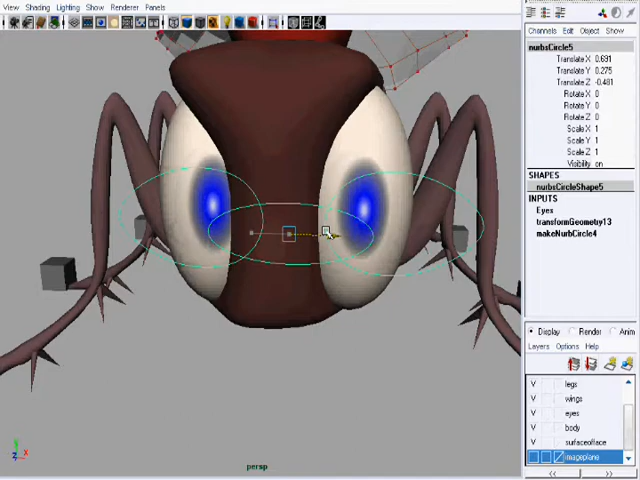 View Shading Lighting Show Renderer Panels
Channels Edit Object Show
nurbsCircle5
Translate X 0.691
Translate Y 0.275
Translate Z -0.481
Rotate X 0
Rotate Y 0
Rotate Z 0
Scale X 1
Scale Y 1
Scale Z 1
Visibility on
SHAPES
nurbsCircleShape5
INPUTS
Eyes
transformGeometry13
makeNurbCircle4
Display Render Anim
Layers Options Help
V legs
V wings
V eyes
V body
V surfaceofface
imageplane
<< >>
persp
y
z x